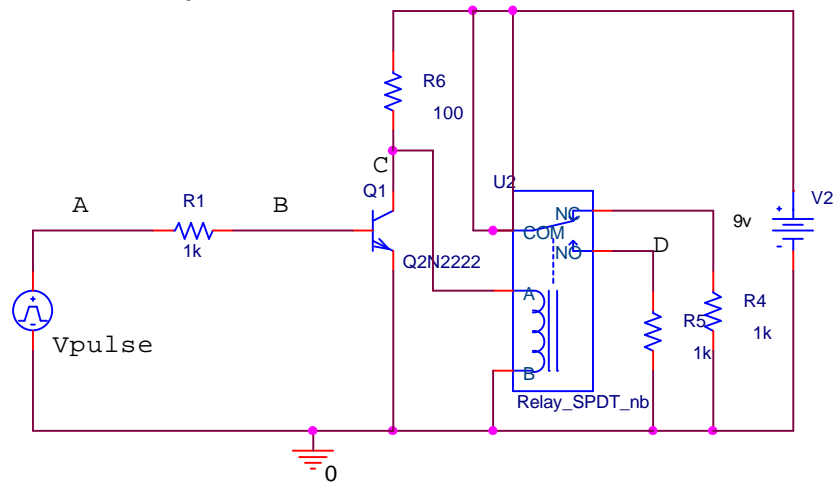 R6
100
C
Q1
U2
V2
A
R1
B
NC
COM
9v
1k
D
NO
Q2N2222
A
R5
R4
Vpulse
1k
1k
B
Relay_SPDT_nb
0